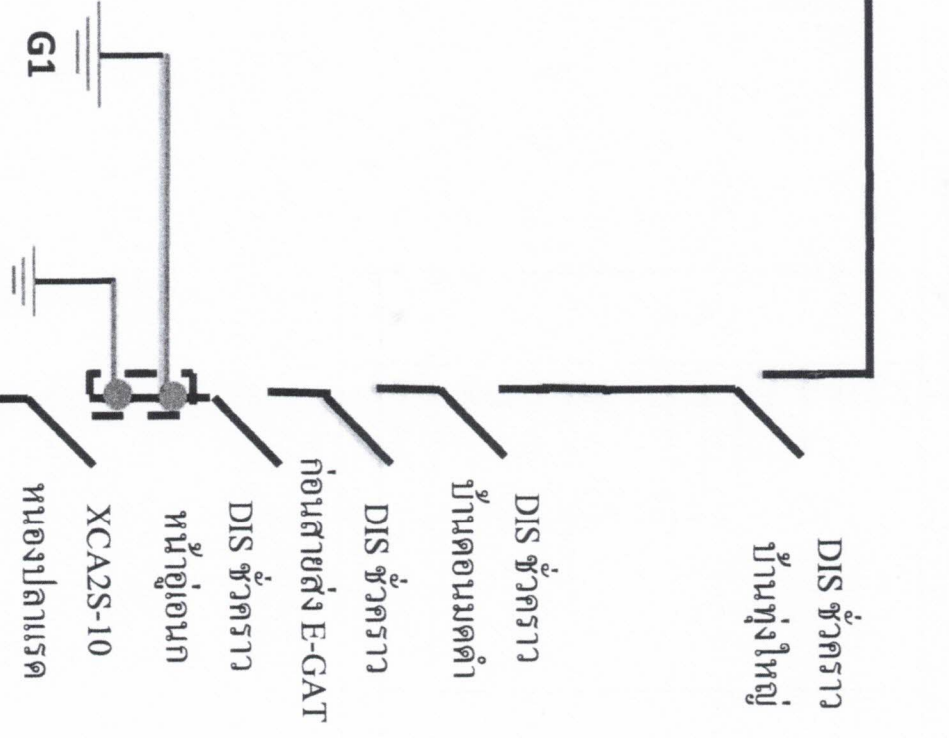 DIS ชั่วคราว
บ้านทุ่งใหญ่
DIS ชั่วคราว
บ้านดอนมดดำ
DIS ชั่วคราว
ก่อนสายส่ง E-GAT
DIS ชั่วคราว
หน้าอู่เอนก
XCA2S-10
หนองปลาแรด
G1